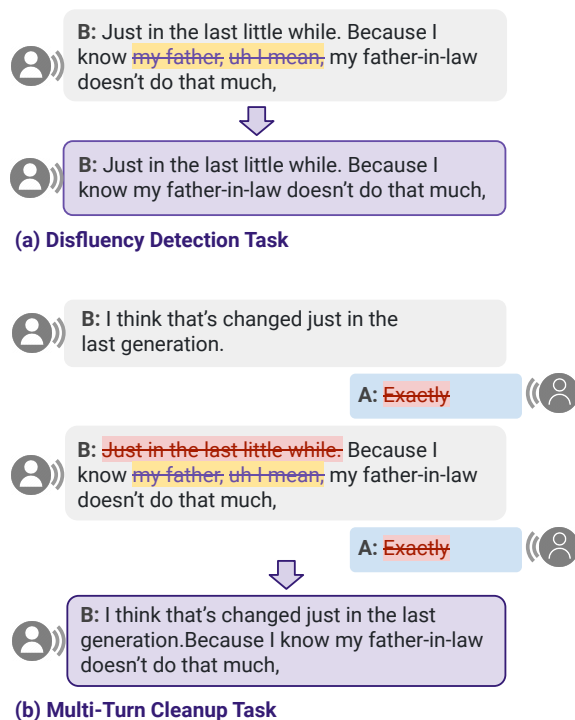 B: Just in the last little while. Because I
know my father, uh I mean, my father-in-law
doesn't do that much,
B: Just in the last little while. Because I
know my father-in-law doesn't do that much,
(a) Disfluency Detection Task
B: I think that's changed just in the
last generation.
A: Exactly
B: Just in the last little while. Because I
know my father, uh I mean, my father-in-law
doesn't do that much,
A: Exactly
B: I think that's changed just in the last
generation.Because I know my father-in-law
doesn't do that much,
(b) Multi-Turn Cleanup Task